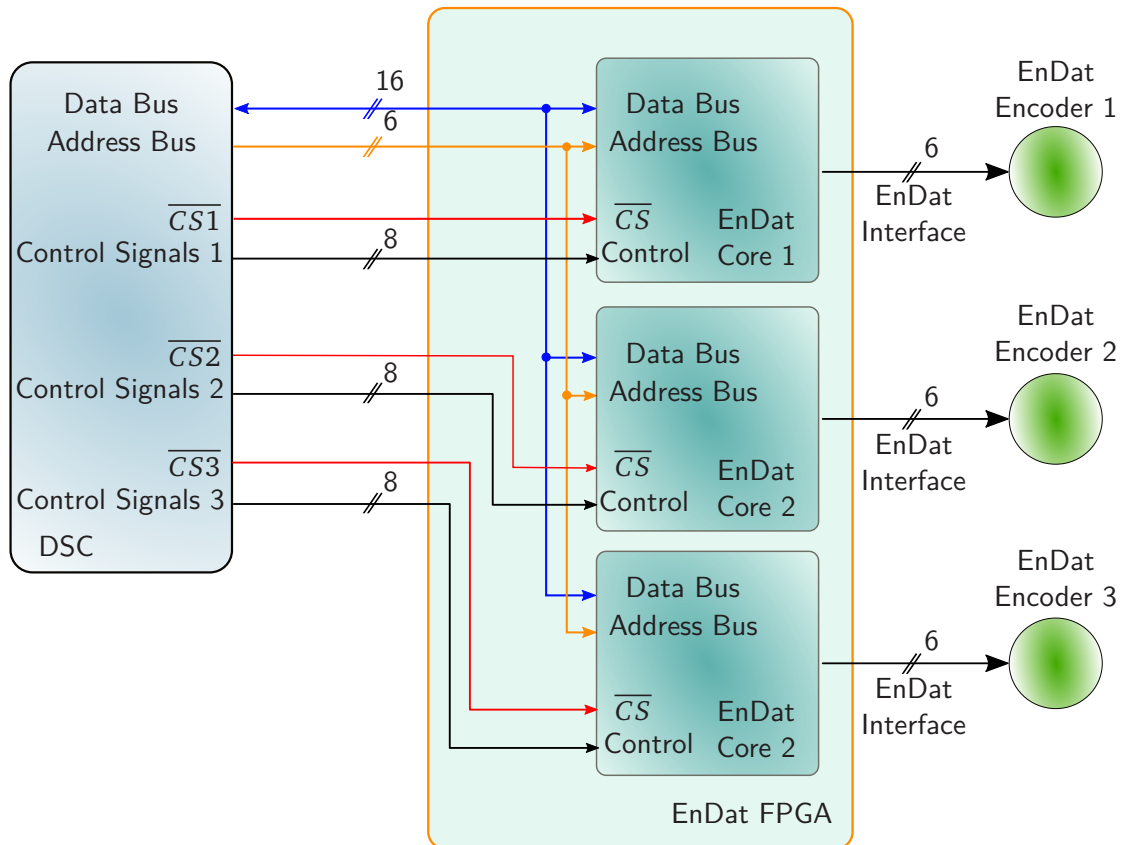 Data Bus
Address Bus
CS1
Control Signals 1
CS2
Control Signals 2
CS3
Control Signals 3
DSC
16
6
8
8
8
Data Bus
Address Bus
CS
EnDat
Control
Core 1
Data Bus
Address Bus
CS
EnDat
Control
Core 2
Data Bus
Address Bus
CS
EnDat
Control
Core 2
EnDat FPGA
6
EnDat
Interface
EnDat
Encoder 1
6
EnDat
Interface
EnDat
Encoder 2
6
EnDat
Interface
EnDat
Encoder 3